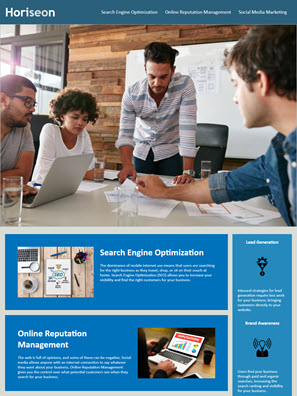 Horiseon
Search Engine Optimization Online Reputation Management Social Media Marketing
Search Engine Optimization
The dominance of mobile internet use means that users are searching
for the right business as they travel, shop, or sit on their couch at
home. Search Engine Optimization (SEO) allows you to increase your
visibility and find the right customers for your business.
Online Reputation
Management
The web is full of opinions, and some of these can be negative. Social
media allows anyone with an internet connection to say whatever
they want about your business. Online Reputation Management
gives you the control over what potential customers see when they
search for your business.
Lead Generation
Inbound strategies for lead
generation require less work
for your business, bringing
customers directly to your
website.
Brand Awareness
Users find your business
through paid and organic
searches, increasing the
search ranking and visibility
for your business.
SEO